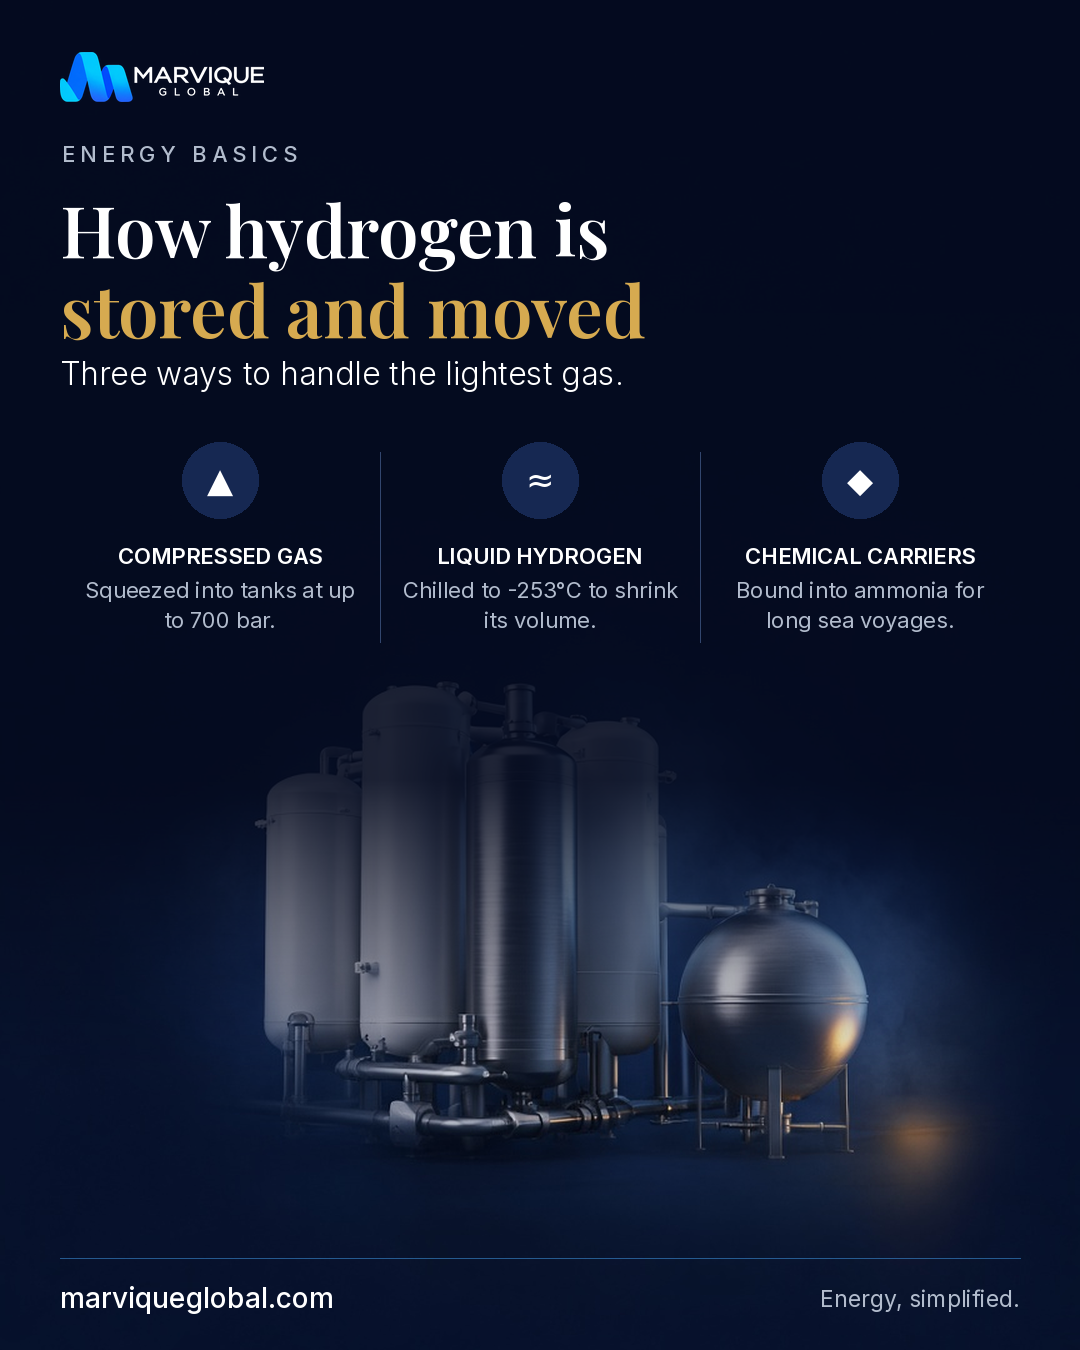 MARVIQUE
GLOBAL
ENERGY BASICS
How hydrogen is
stored and moved
Three ways to handle the lightest gas.
COMPRESSED GAS
Squeezed into tanks at up
to 700 bar.
LIQUID HYDROGEN
Chilled to -253°C to shrink
its volume.
CHEMICAL CARRIERS
Bound into ammonia for
long sea voyages.
marviqueglobal.com
Energy, simplified.